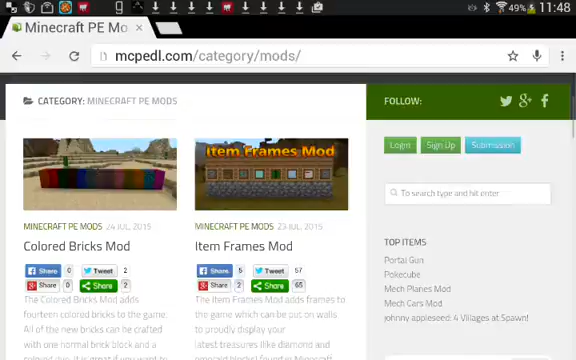 49% 11:48
Minecraft PE Mo ×
mcpedl.com/category/mods/
CATEGORY: MINECRAFT PE MODS
FOLLOW:
Login Sign Up Submission
To search type and hit enter
Item Frames Mod
MINECRAFT PE MODS 24 JUL, 2015
Colored Bricks Mod
Share 0 Tweet 2
Share 0 Share 2
The Colored Bricks Mod adds
fourteen colored bricks to the game.
All of the new bricks can be crafted
with one normal brick block and a
MINECRAFT PE MODS 23 JUL, 2015
Item Frames Mod
Share 5 Tweet 57
Share 2 Share 65
The Item Frames Mod adds frames to
the game which can be put on walls
to proudly display your
latest treasures (like diamond and
emerald blocks) found in Minecraft
TOP ITEMS
Portal Gun
Pokecube
Mech Planes Mod
Mech Cars Mod
johnny appleseed: 4 Villages at Spawn!